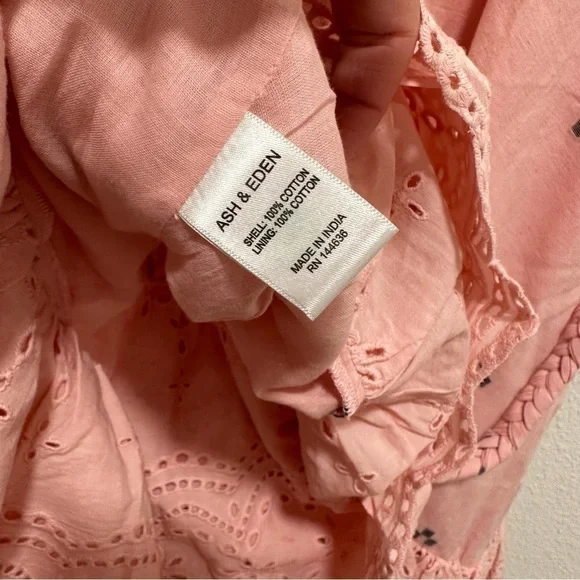 ASH & EDEN
SHELL: 100% COTTON
LINING: 100% COTTON
MADE IN INDIA
RN 144636